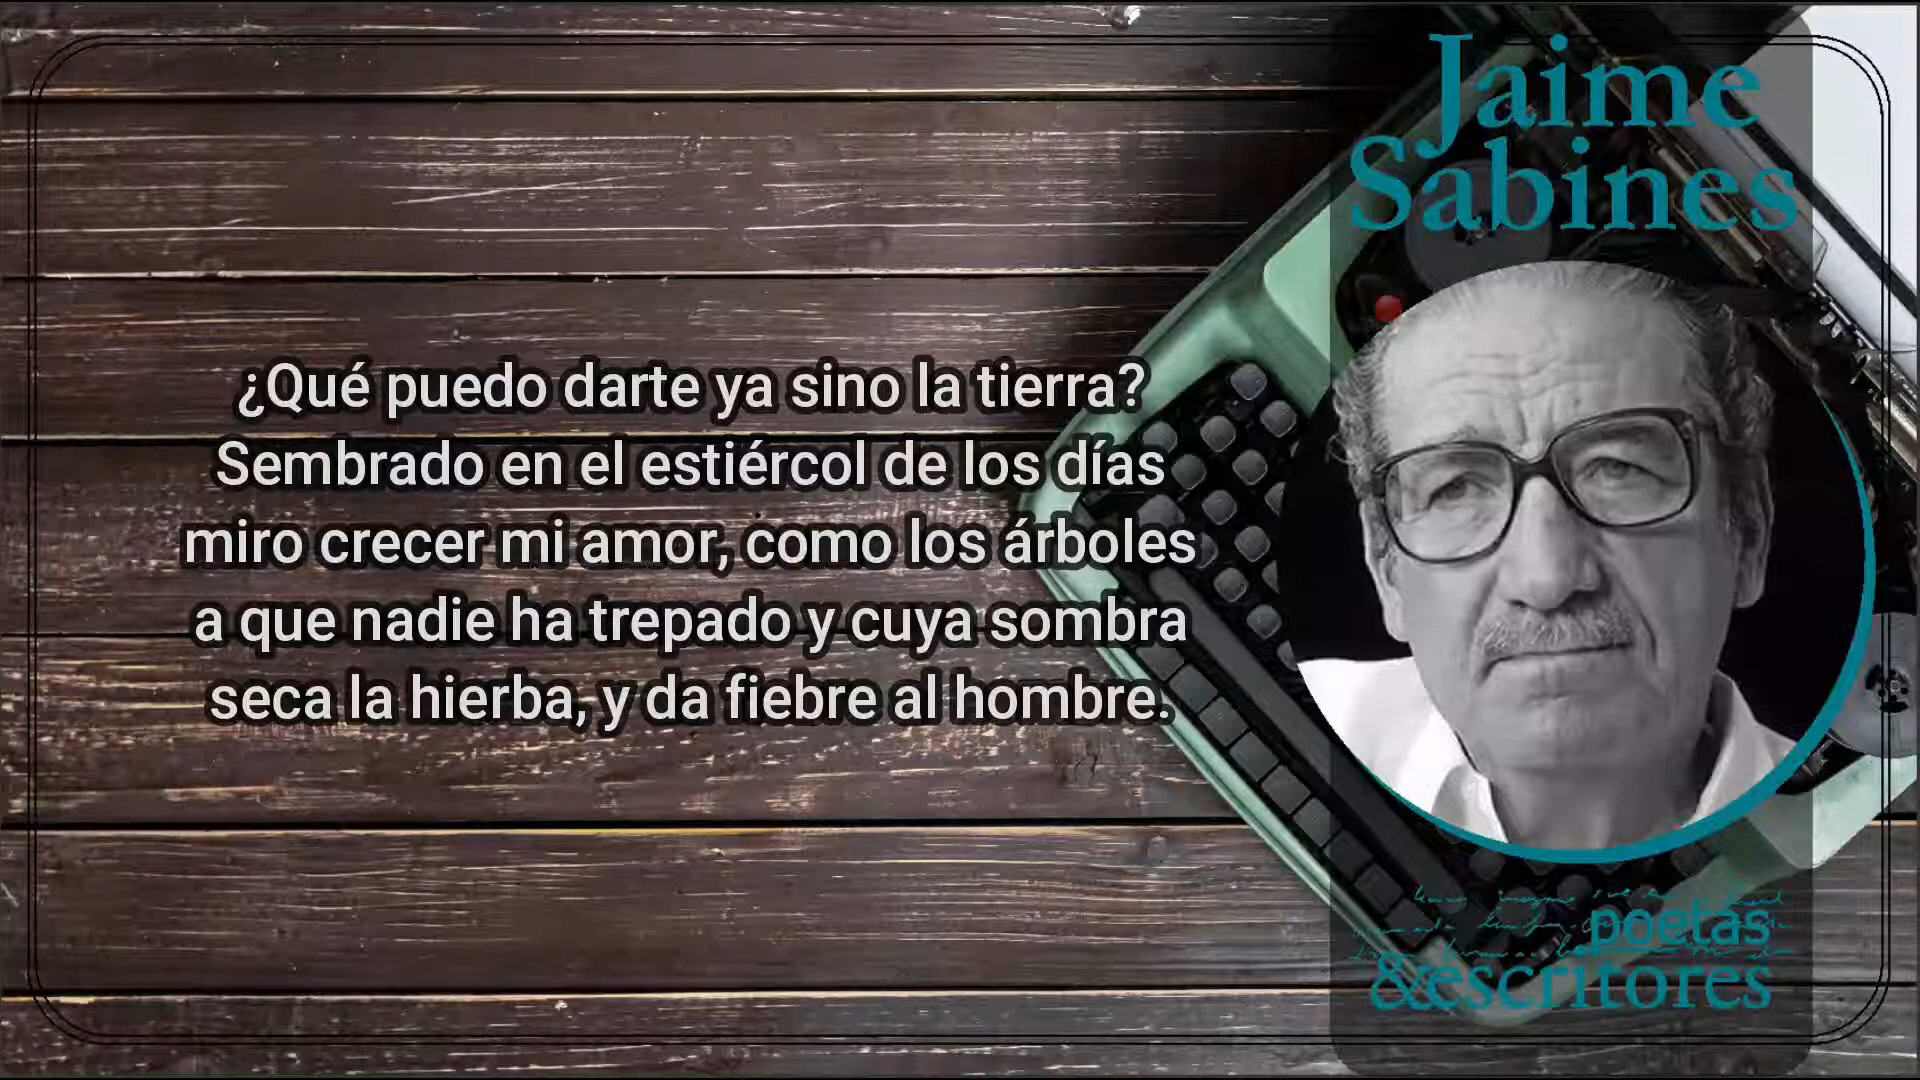 Jaime
Sabines
¿Qué puedo darte ya sino la tierra?
Sembrado en el estiércol de los días
miro crecer mi amor, como los árboles
a que nadie ha trepado y cuya sombra
seca la hierba, y da fiebre al hombre.
poetas
&escritores